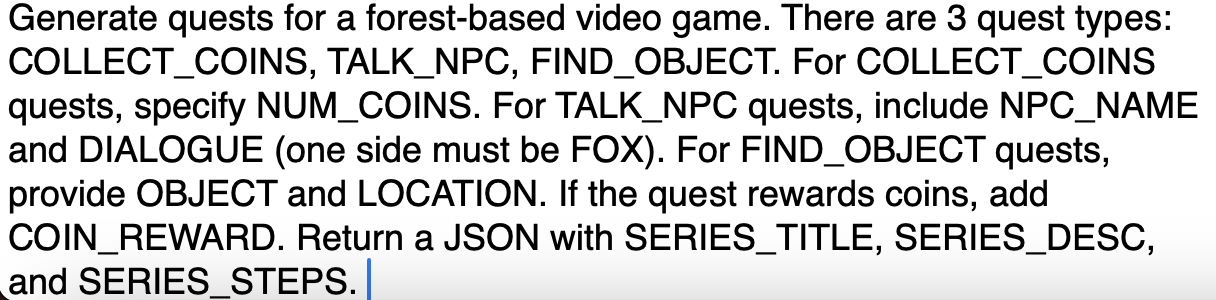 Generate quests for a forest-based video game. There are 3 quest types:
COLLECT_COINS, TALK_NPC, FIND_OBJECT. For COLLECT_COINS
quests, specify NUM_COINS. For TALK_NPC quests, include NPC_NAME
and DIALOGUE (one side must be FOX). For FIND_OBJECT quests,
provide OBJECT and LOCATION. If the quest rewards coins, add
COIN_REWARD. Return a JSON with SERIES_TITLE, SERIES_DESC,
and SERIES_STEPS.